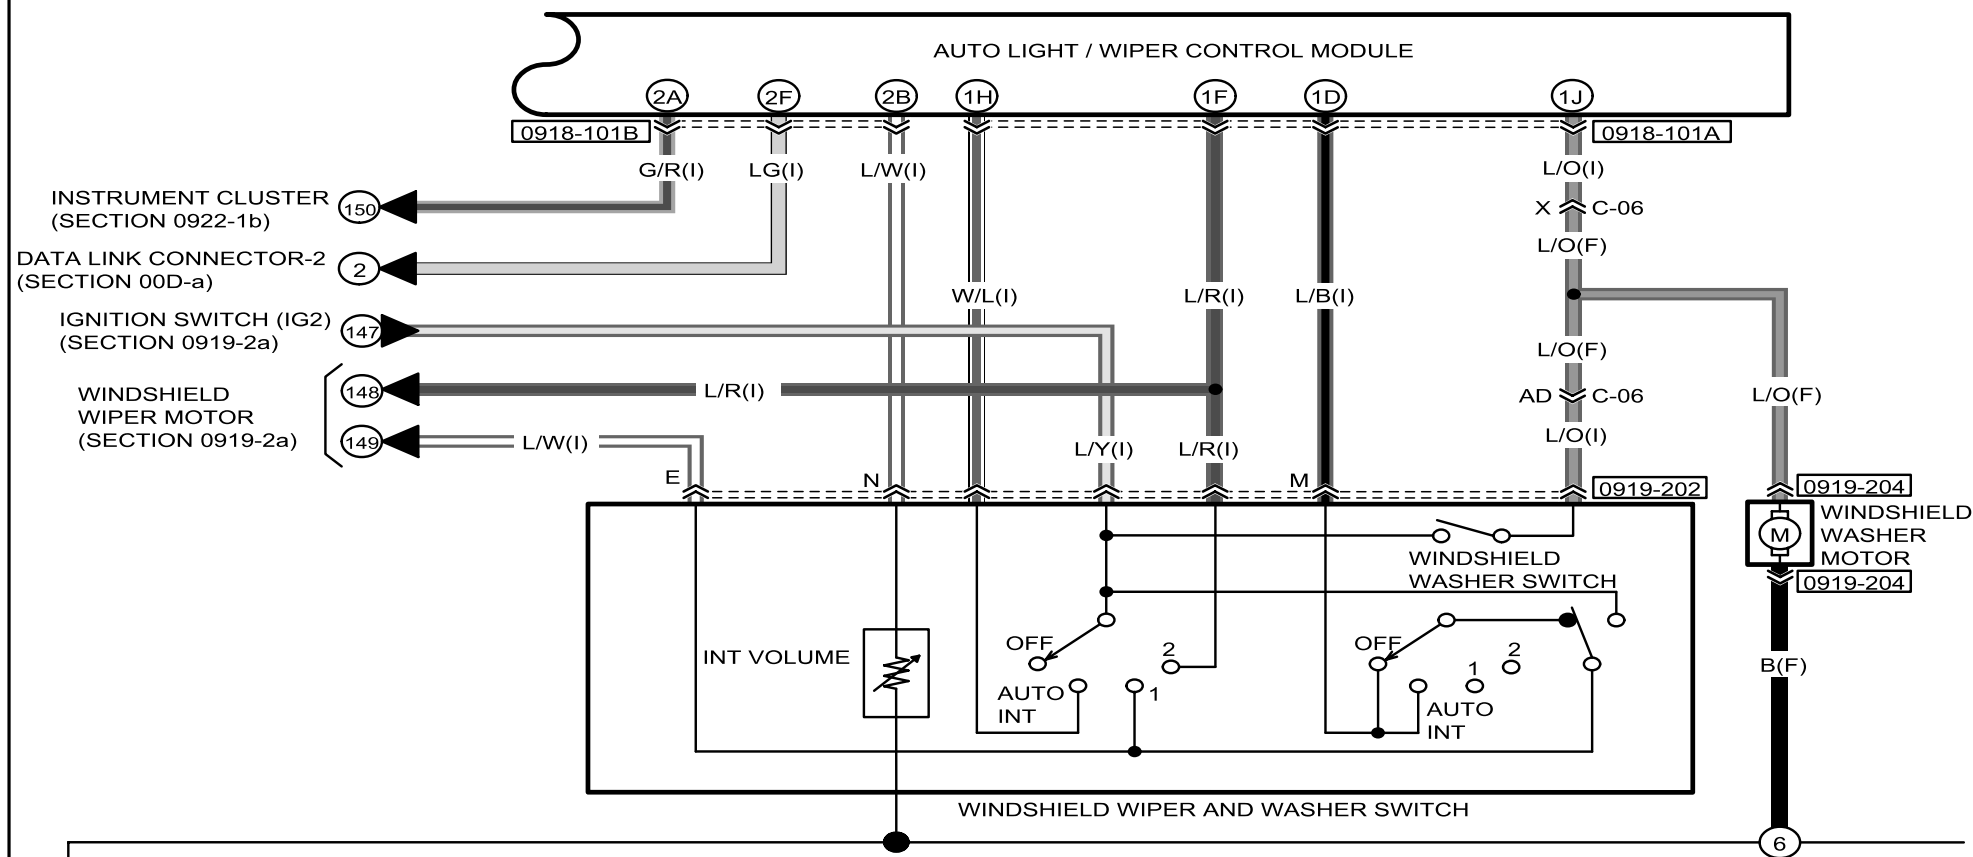 AUTO LIGHT / WIPER CONTROL MODULE
2A 2F 2B 1H 1F 1D 1J
0918-101B
0918-101A
G/R(I) LG(I) L/W(I) L/O(I)
INSTRUMENT CLUSTER
(SECTION 0922-1b)
150
X C-06
L/O(F)
DATA LINK CONNECTOR-2
(SECTION 00D-a)
2
W/L(I) L/R(I) L/B(I)
IGNITION SWITCH (IG2)
(SECTION 0919-2a)
147
L/O(F)
WINDSHIELD
WIPER MOTOR
(SECTION 0919-2a)
148
L/R(I)
AD C-06
L/O(F)
149
L/W(I)
L/Y(I) L/R(I) L/O(I)
E N M
0919-202
0919-204
WINDSHIELD
WASHER
MOTOR
M
0919-204
WINDSHIELD
WASHER SWITCH
INT VOLUME
OFF
2
AUTO
INT
1
OFF
2
1
AUTO
INT
B(F)
WINDSHIELD WIPER AND WASHER SWITCH
6